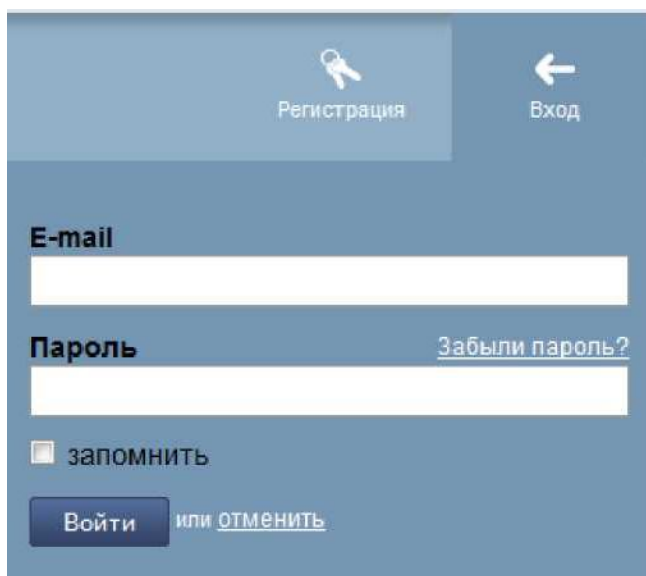 Регистрация Вход
E-mail
Пароль Забыли пароль?
запомнить
Войти или отменить